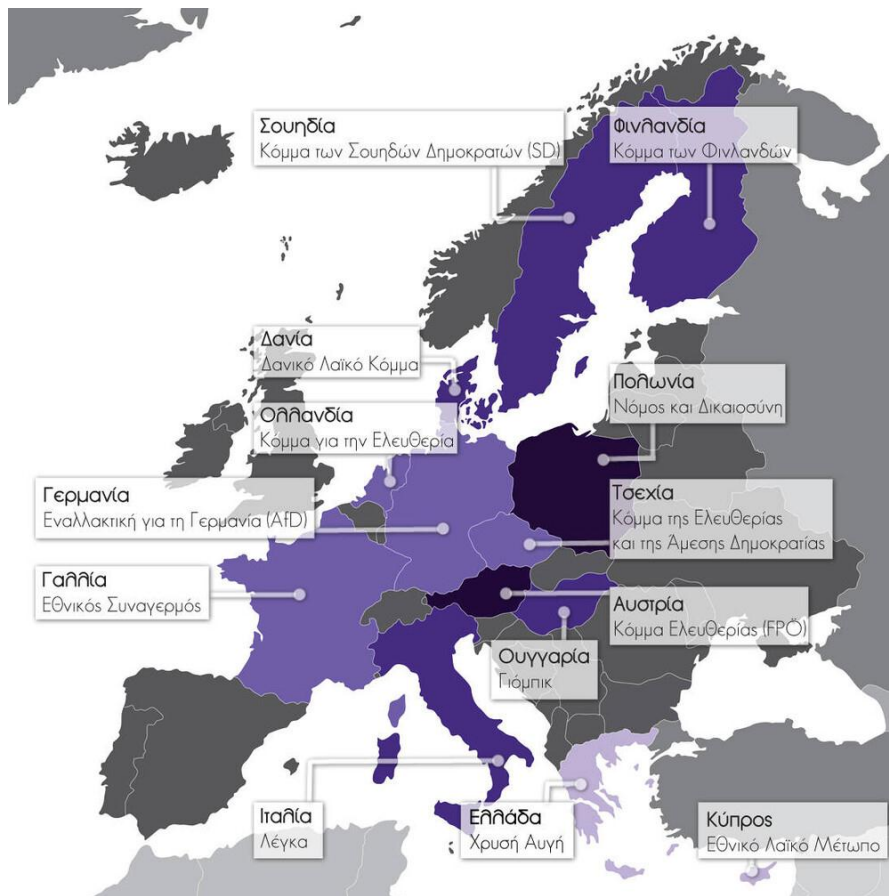 Σουηδία
Κόμμα των Σουηδών Δημοκρατών (SD)
Φινλανδία
Κόμμα των Φινλανδών
Δανία
Δανικό Λαϊκό Κόμμα
Πολωνία
Νόμος και Δικαιοσύνη
Ολλανδία
Κόμμα για την Ελευθερία
Γερμανία
Εναλλακτική για τη Γερμανία (AfD)
Τσεχία
Κόμμα της Ελευθερίας
και της Άμεσης Δημοκρατίας
Γαλλία
Εθνικός Συναγερμός
Αυστρία
Κόμμα Ελευθερίας (FPÖ)
Ουγγαρία
Γιόμπικ
Ιταλία
Λέγκα
Ελλάδα
Χρυσή Αυγή
Κύπρος
Εθνικό Λαϊκό Μέτωπο